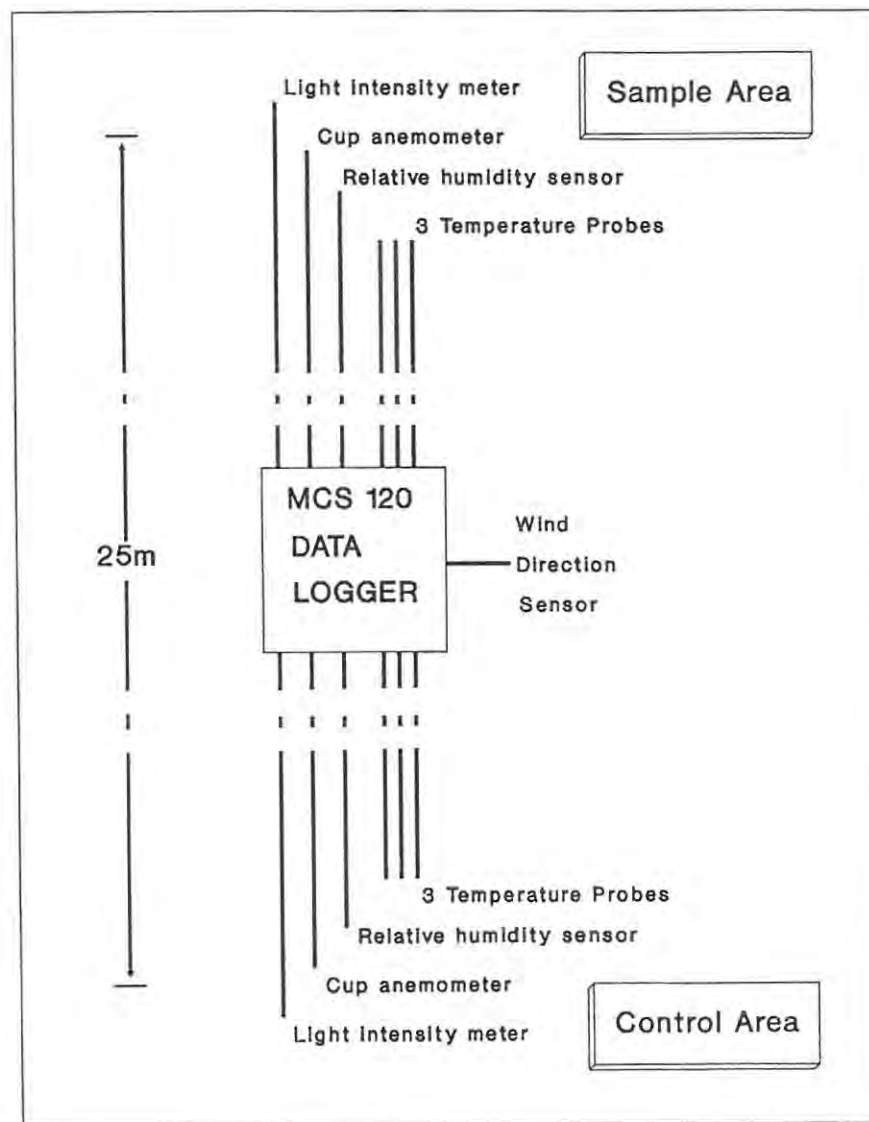 Light intensity meter
Sample Area
Cup anemometer
Relative humidity sensor
3 Temperature Probes
MCS 120
DATA
LOGGER
25m
Wind
Direction
Sensor
3 Temperature Probes
Relative humidity sensor
Cup anemometer
Light intensity meter
Control Area